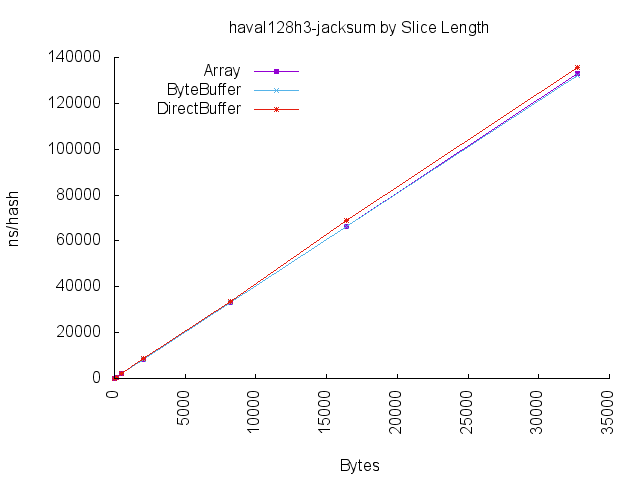 haval128h3-jacksum by Slice Length
140000
120000
100000
80000
60000
40000
20000
0
ns/hash
Array
ByteBuffer
DirectBuffer
0
5000
10000
15000
20000
25000
30000
35000
Bytes